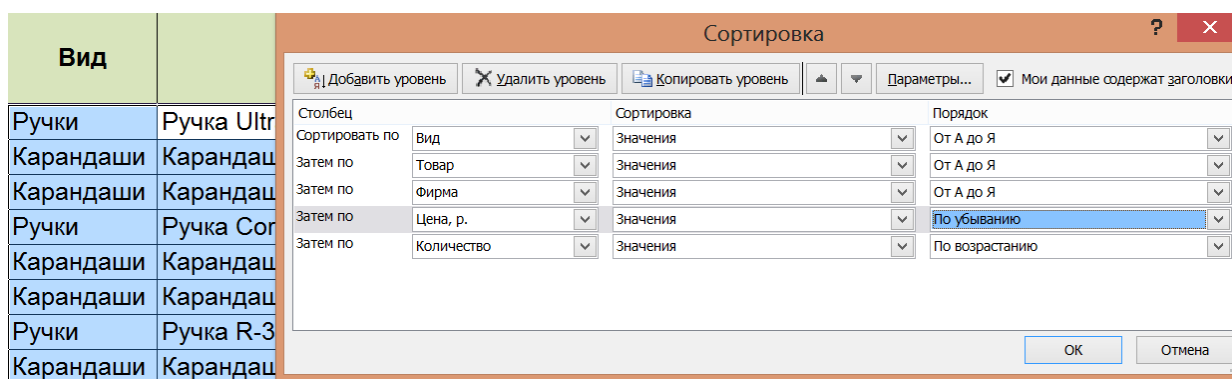 Сортировка
?
Вид
Добавить уровень Удалить уровень Копировать уровень Параметры... Мои данные содержат заголовки
Столбец Сортировка Порядок
Сортировать по Вид Значения От А до Я
Затем по Товар Значения От А до Я
Затем по Фирма Значения От А до Я
Затем по Цена, р. Значения По убыванию
Затем по Количество Значения По возрастанию
OK Отмена
Ручки Ручка Ultr
Карандаши Карандаш
Карандаши Карандаш
Ручки Ручка Cor
Карандаши Карандаш
Карандаши Карандаш
Ручки Ручка R-3
Карандаши Карандаш